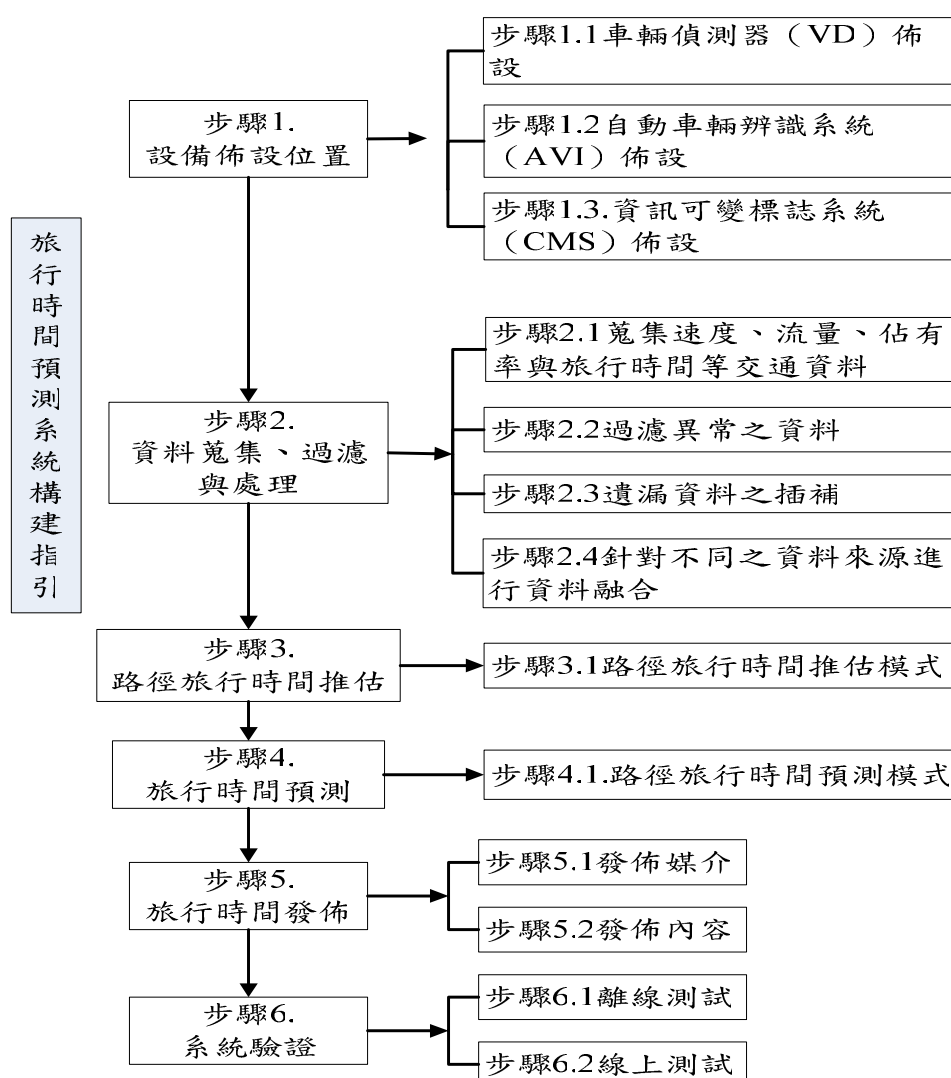 旅行時間預測系統構建指引
步驟1.
設備佈設位置
步驟1.1車輛偵測器（VD）佈
設
步驟1.2自動車輛辨識系統
（AVI）佈設
步驟1.3.資訊可變標誌系統
（CMS）佈設
步驟2.
資料蒐集、過濾
與處理
步驟2.1蒐集速度、流量、佔有
率與旅行時間等交通資料
步驟2.2過濾異常之資料
步驟2.3遺漏資料之插補
步驟2.4針對不同之資料來源進
行資料融合
步驟3.
路徑旅行時間推估
步驟3.1路徑旅行時間推估模式
步驟4.
旅行時間預測
步驟4.1.路徑旅行時間預測模式
步驟5.
旅行時間發佈
步驟5.1發佈媒介
步驟5.2發佈內容
步驟6.
系統驗證
步驟6.1離線測試
步驟6.2線上測試